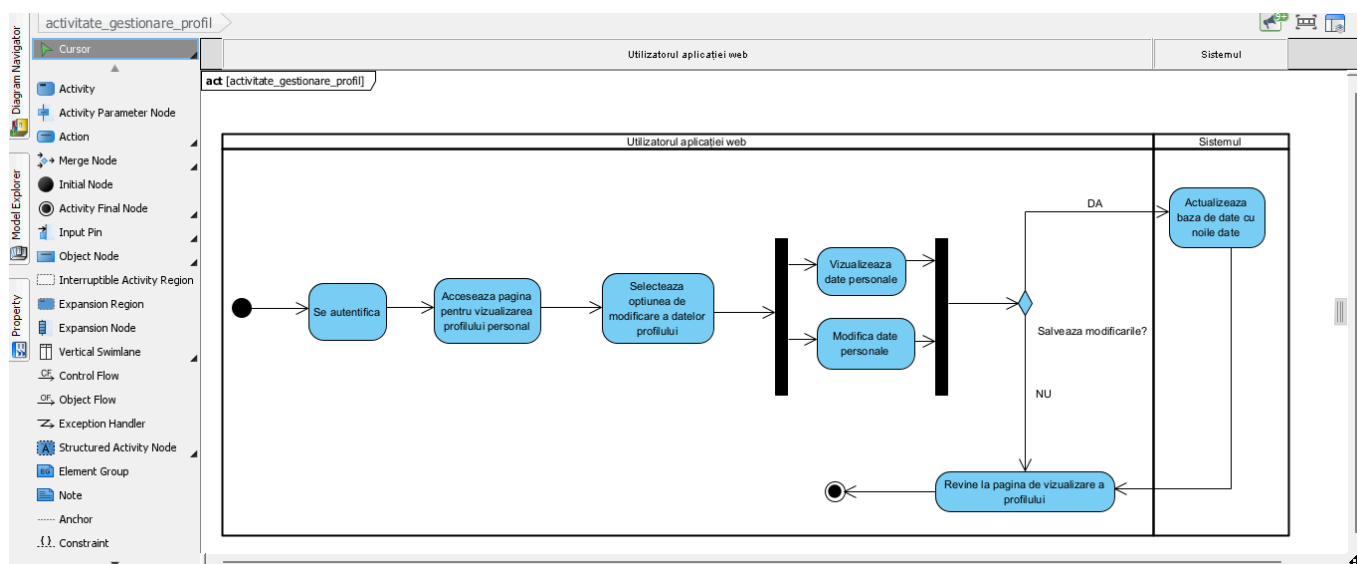 activitate_gestionare_profil
Diagram Navigator
Model Explorer
Property
Cursor
Activity
Activity Parameter Node
Action
Merge Node
Initial Node
Activity Final Node
Input Pin
Object Node
Interruptible Activity Region
Expansion Region
Expansion Node
Vertical Swimlane
CF
Control Flow
OF
Object Flow
Exception Handler
A
Structured Activity Node
EG
Element Group
Note
Anchor
{ }
Constraint
Utilizatorul aplicației web
Sistemul
act [activitate_gestionare_profil]
Utilizatorul aplicației web
Sistemul
Se autentifica
Acceseaza pagina
pentru vizualizarea
profilului personal
Selecteaza
optiunea de
modificare a datelor
profilului
Vizualizeaza
date personale
Modifica date
personale
DA
Salveaza modificarile?
NU
Actualizeaza
baza de date cu
noile date
Revine la pagina de vizualizare a
profilului